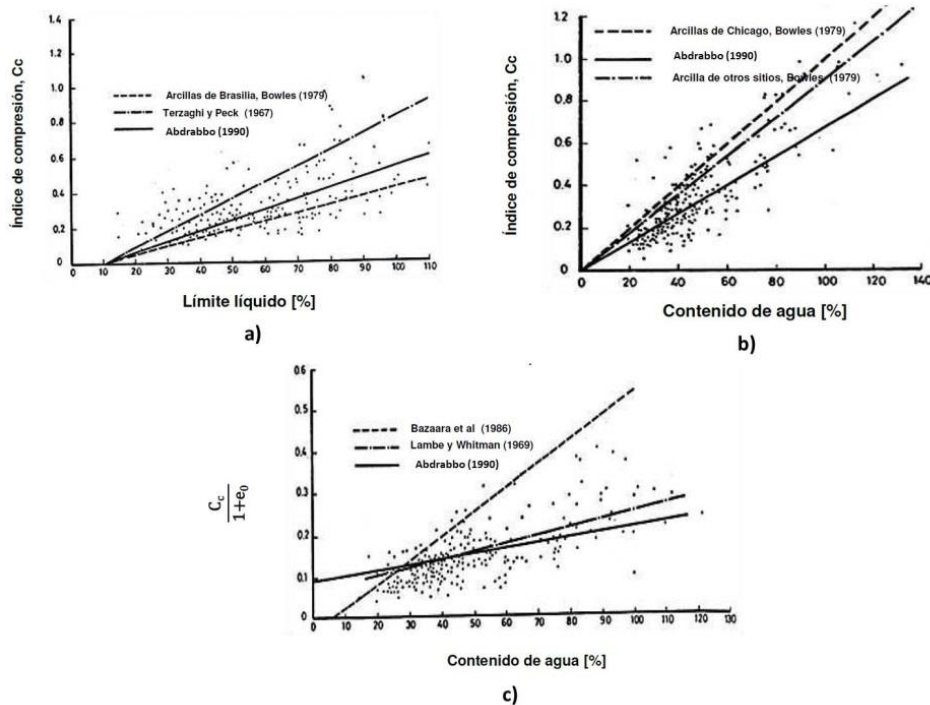 Índice de compresión, Cc
1.4
1.2
1.0
0.8
0.6
0.4
0.2
0
Arcillas de Brasilia, Bowles (1979)
Terzaghi y Peck (1967)
Abdrabbo (1990)
0 10 20 30 40 50 60 70 80 90 100 110
Límite líquido [%]
a)
Índice de compresión, Cc
1.2
1.0
0.8
0.6
0.4
0.2
0
Arcillas de Chicago, Bowles (1979)
Abdrabbo (1990)
Arcilla de otros sitios, Bowles (1979)
20 40 60 80 100 120 140
Contenido de agua [%]
b)
C_c
1+e_0
0.6
0.5
0.4
0.3
0.2
0.1
0
Bazaara et al (1986)
Lambe y Whitman (1969)
Abdrabbo (1990)
0 10 20 30 40 50 60 70 80 90 100 110 120 130
Contenido de agua [%]
c)